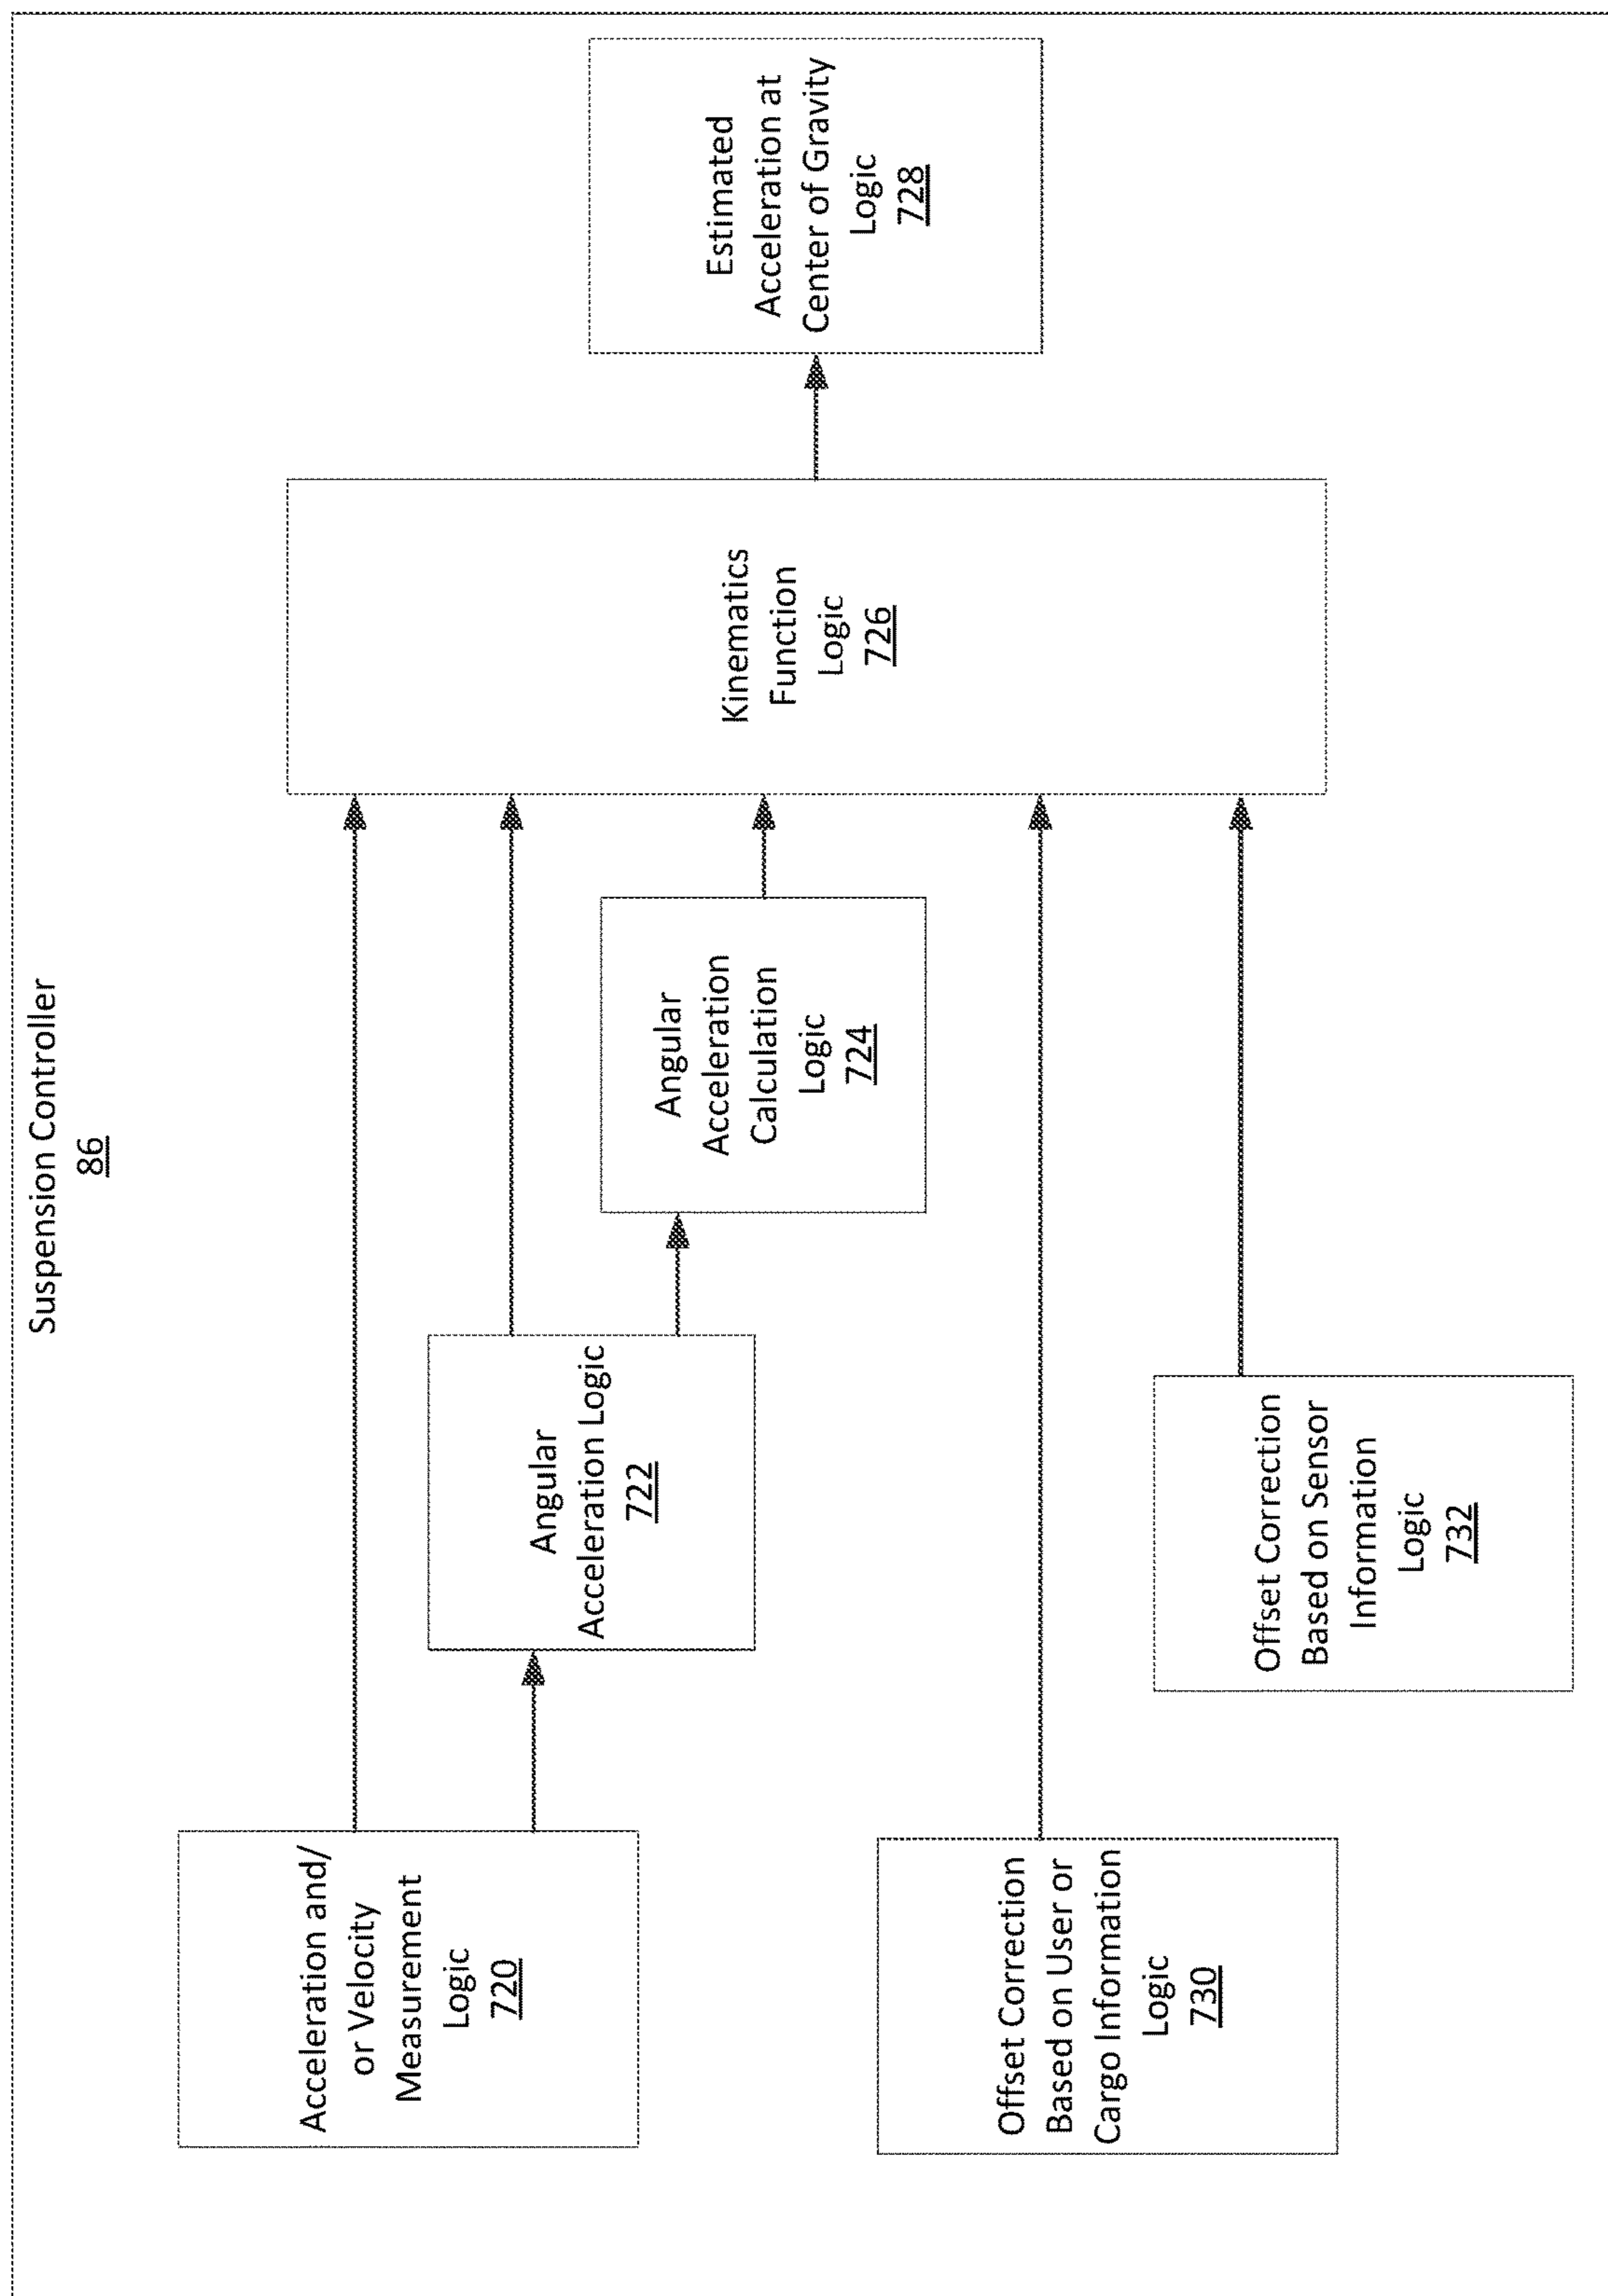 Suspension Controller
86
Acceleration and/
or Velocity
Measurement
Logic
720
Angular
Acceleration Logic
722
Angular
Acceleration
Calculation
Logic
724
Kinematics
Function
Logic
726
Estimated
Acceleration at
Center of Gravity
Logic
728
Offset Correction
Based on User or
Cargo Information
Logic
730
Offset Correction
Based on Sensor
Information
Logic
732